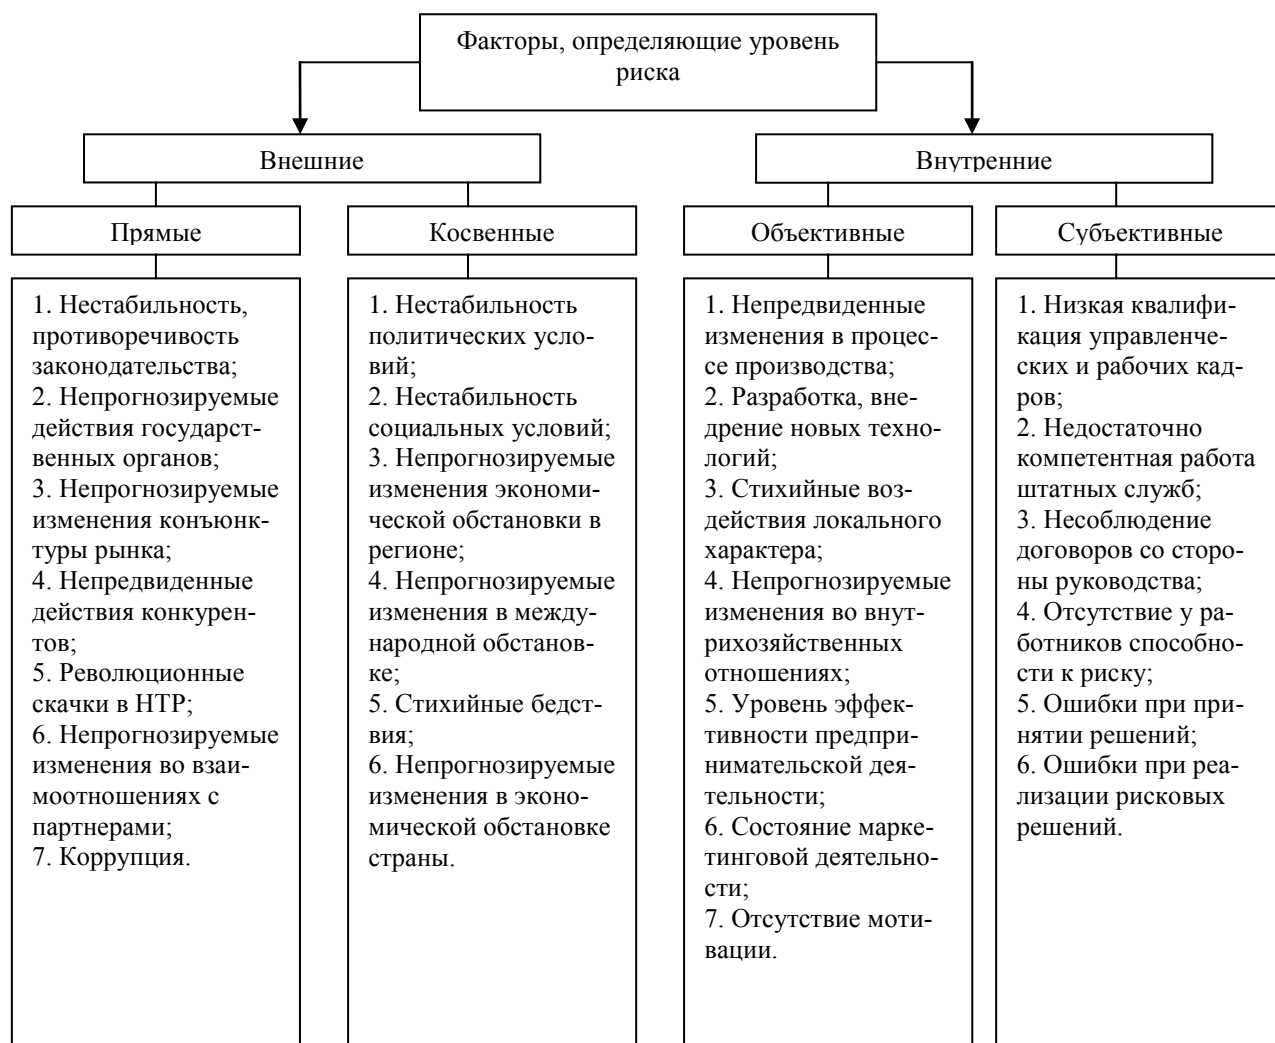 Факторы, определяющие уровень
риска
Внешние
Внутренние
Прямые
Косвенные
Объективные
Субъективные
1. Нестабильность,
противоречивость
законодательства;
2. Непрогнозируемые
действия государст-
венных органов;
3. Непрогнозируемые
изменения конъюнк-
туры рынка;
4. Непредвиденные
действия конкурен-
тов;
5. Революционные
скачки в НТР;
6. Непрогнозируемые
изменения во взаи-
моотношениях с
партнерами;
7. Коррупция.
1. Нестабильность
политических усло-
вий;
2. Нестабильность
социальных условий;
3. Непрогнозируемые
изменения экономи-
ческой обстановки в
регионе;
4. Непрогнозируемые
изменения в между-
народной обстанов-
ке;
5. Стихийные бедст-
вия;
6. Непрогнозируемые
изменения в эконо-
мической обстановке
страны.
1. Непредвиденные
изменения в процес-
се производства;
2. Разработка, вне-
дрение новых техно-
логий;
3. Стихийные воз-
действия локального
характера;
4. Непрогнозируемые
изменения во внут-
рихозяйственных
отношениях;
5. Уровень эффек-
тивности предпри-
нимательской дея-
тельности;
6. Состояние марке-
тинговой деятельно-
сти;
7. Отсутствие моти-
вации.
1. Низкая квалифи-
кация управленче-
ских и рабочих кад-
ров;
2. Недостаточно
компетентная работа
штатных служб;
3. Несоблюдение
договоров со сторо-
ны руководства;
4. Отсутствие у ра-
ботников способно-
сти к риску;
5. Ошибки при при-
нятии решений;
6. Ошибки при реа-
лизации рисковых
решений.